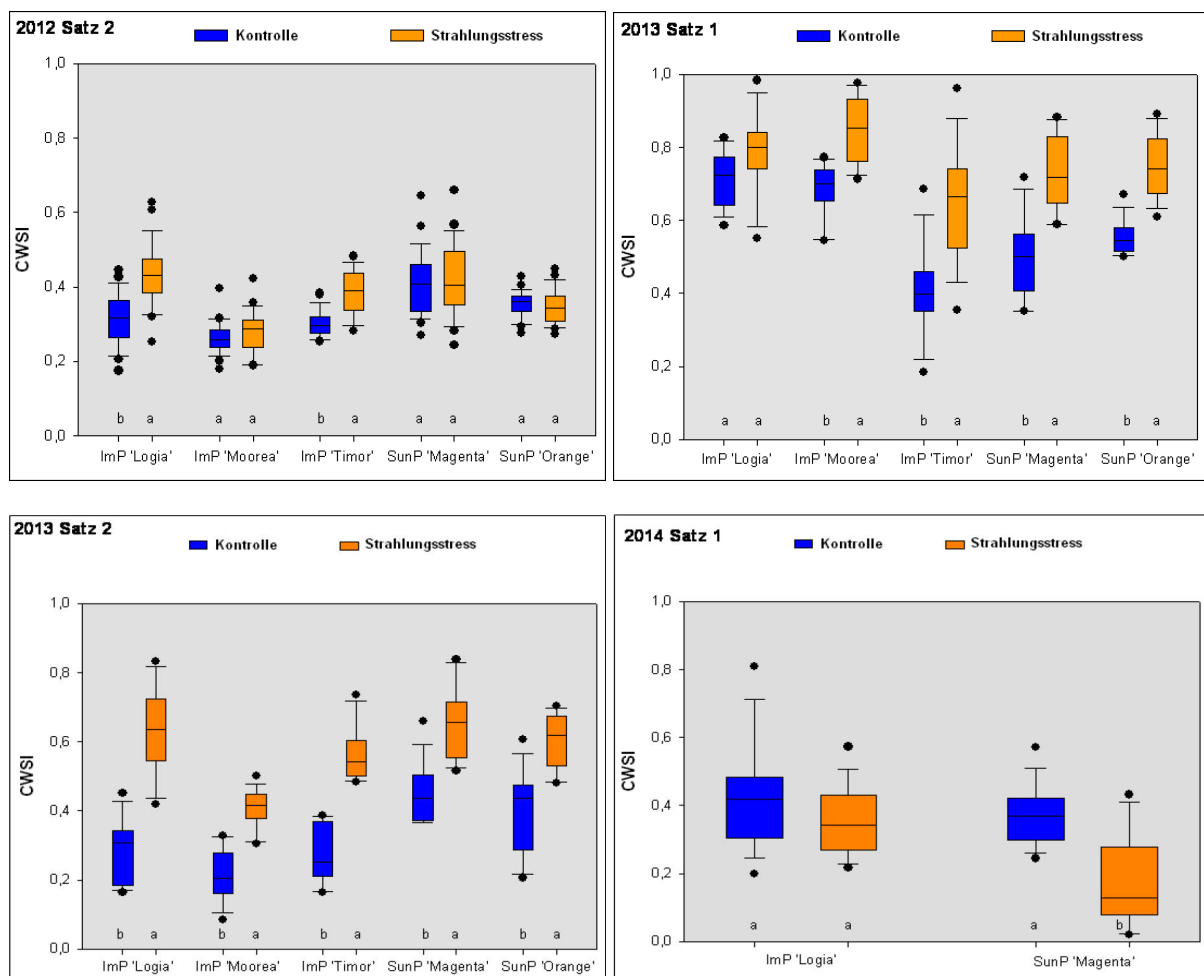 2012 Satz 2
Kontrolle Strahlungsstress
1,0
0,8
0,6
0,4
0,2
0,0
CWSI
b a a a b a a a a a
ImP 'Logia' ImP 'Moorea' ImP 'Timor' SunP 'Magenta' SunP 'Orange'
2013 Satz 1
Kontrolle Strahlungsstress
1,0
0,8
0,6
0,4
0,2
0,0
CWSI
a a b a b a b a b a
ImP 'Logia' ImP 'Moorea' ImP 'Timor' SunP 'Magenta' SunP 'Orange'
2013 Satz 2
Kontrolle Strahlungsstress
1,0
0,8
0,6
0,4
0,2
0,0
CWSI
b a b a b a b a b a
ImP 'Logia' ImP 'Moorea' ImP 'Timor' SunP 'Magenta' SunP 'Orange'
2014 Satz 1
Kontrolle Strahlungsstress
1,0
0,8
0,6
0,4
0,2
0,0
CWSI
a a a b
ImP 'Logia' SunP 'Magenta'